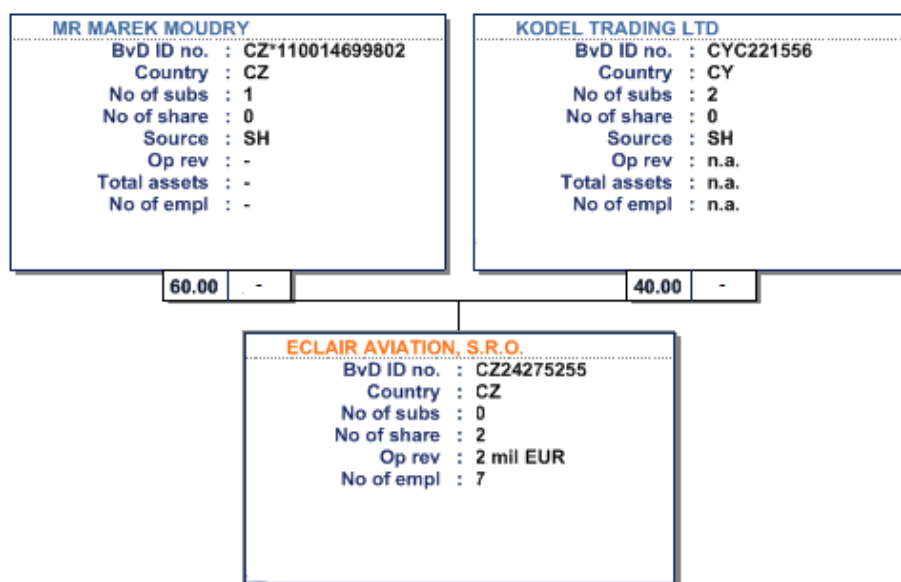 MR MAREK MOUDRY
BvD ID no. : CZ*110014699802
Country : CZ
No of subs : 1
No of share : 0
Source : SH
Op rev : -
Total assets : -
No of empl : -
60.00 -
KODEL TRADING LTD
BvD ID no. : CYC221556
Country : CY
No of subs : 2
No of share : 0
Source : SH
Op rev : n.a.
Total assets : n.a.
No of empl : n.a.
40.00 -
ECLAIR AVIATION, S.R.O.
BvD ID no. : CZ24275255
Country : CZ
No of subs : 0
No of share : 2
Op rev : 2 mil EUR
No of empl : 7